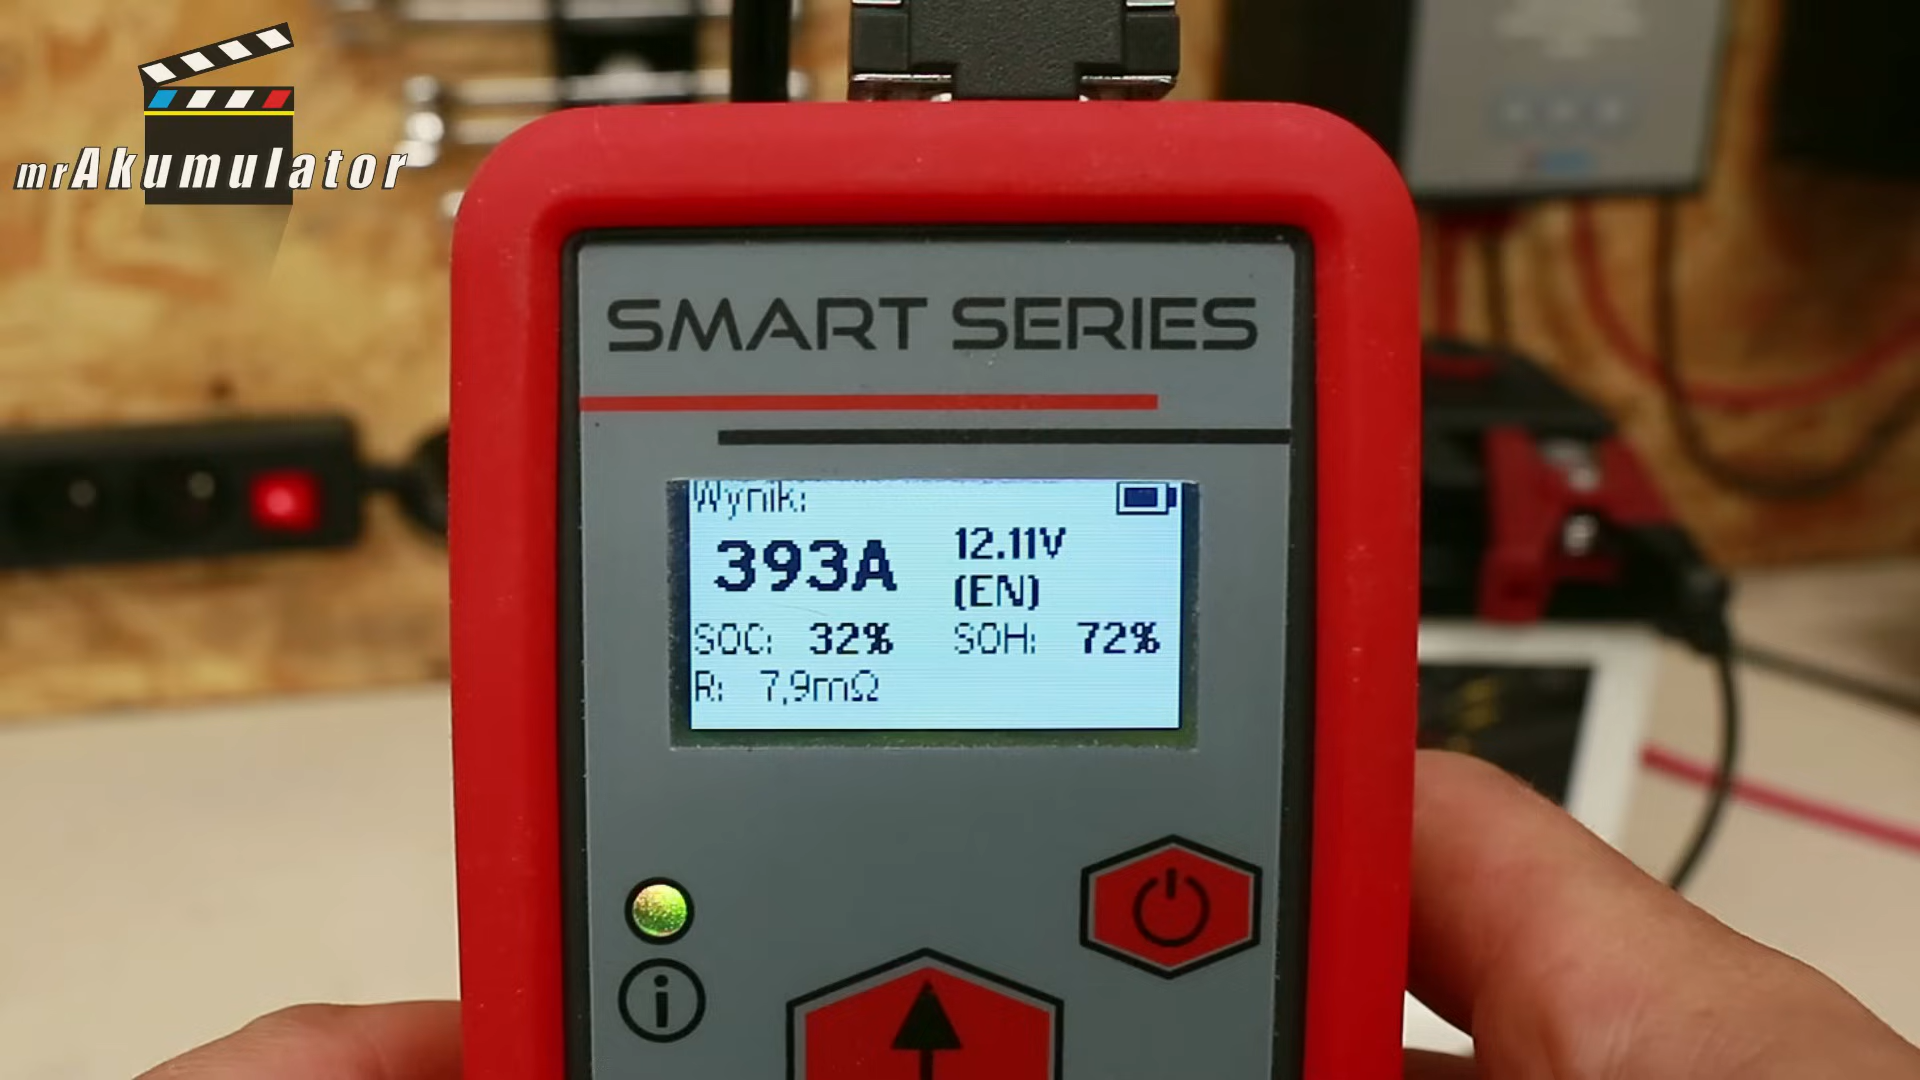 mrAkumulator
SMART SERIES
Wynik:
393A
12.11V
(EN)
SOC: 32% SOH: 72%
R: 7,9mΩ
i